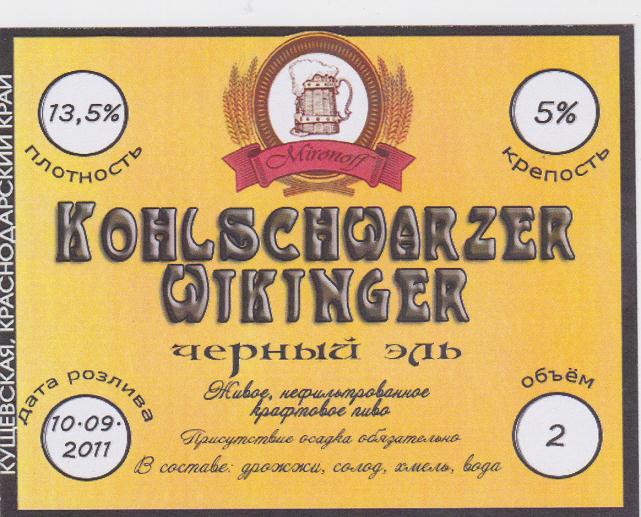 13,5%
плотность
Mironoff
5%
крепость
KOHLSCHWARZER
WIKINGER
черный эль
Живое, нефильтрованное
крафтовое пиво
Присутствие осадка обязательно
В составе: дрожжи, солод, хмель, вода
Дата розлива
10·09·
2011
объём
2
КУЩЕВСКАЯ, КРАСНОДАРСКИЙ КРАЙ